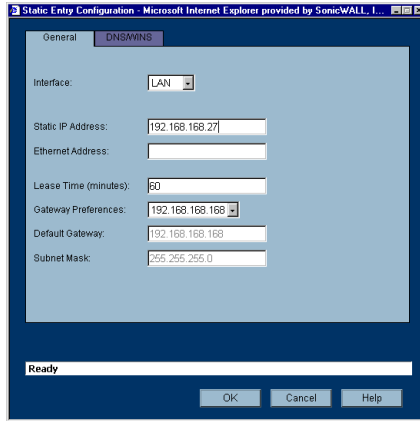 Static Entry Configuration - Microsoft Internet Explorer provided by SonicWALL, I...
General DNS/WINS
Interface: LAN
Static IP Address: 192.168.168.27
Ethernet Address:
Lease Time (minutes): 60
Gateway Preferences: 192.168.168.168
Default Gateway: 192.168.168.168
Subnet Mask: 255.255.255.0
Ready
OK Cancel Help